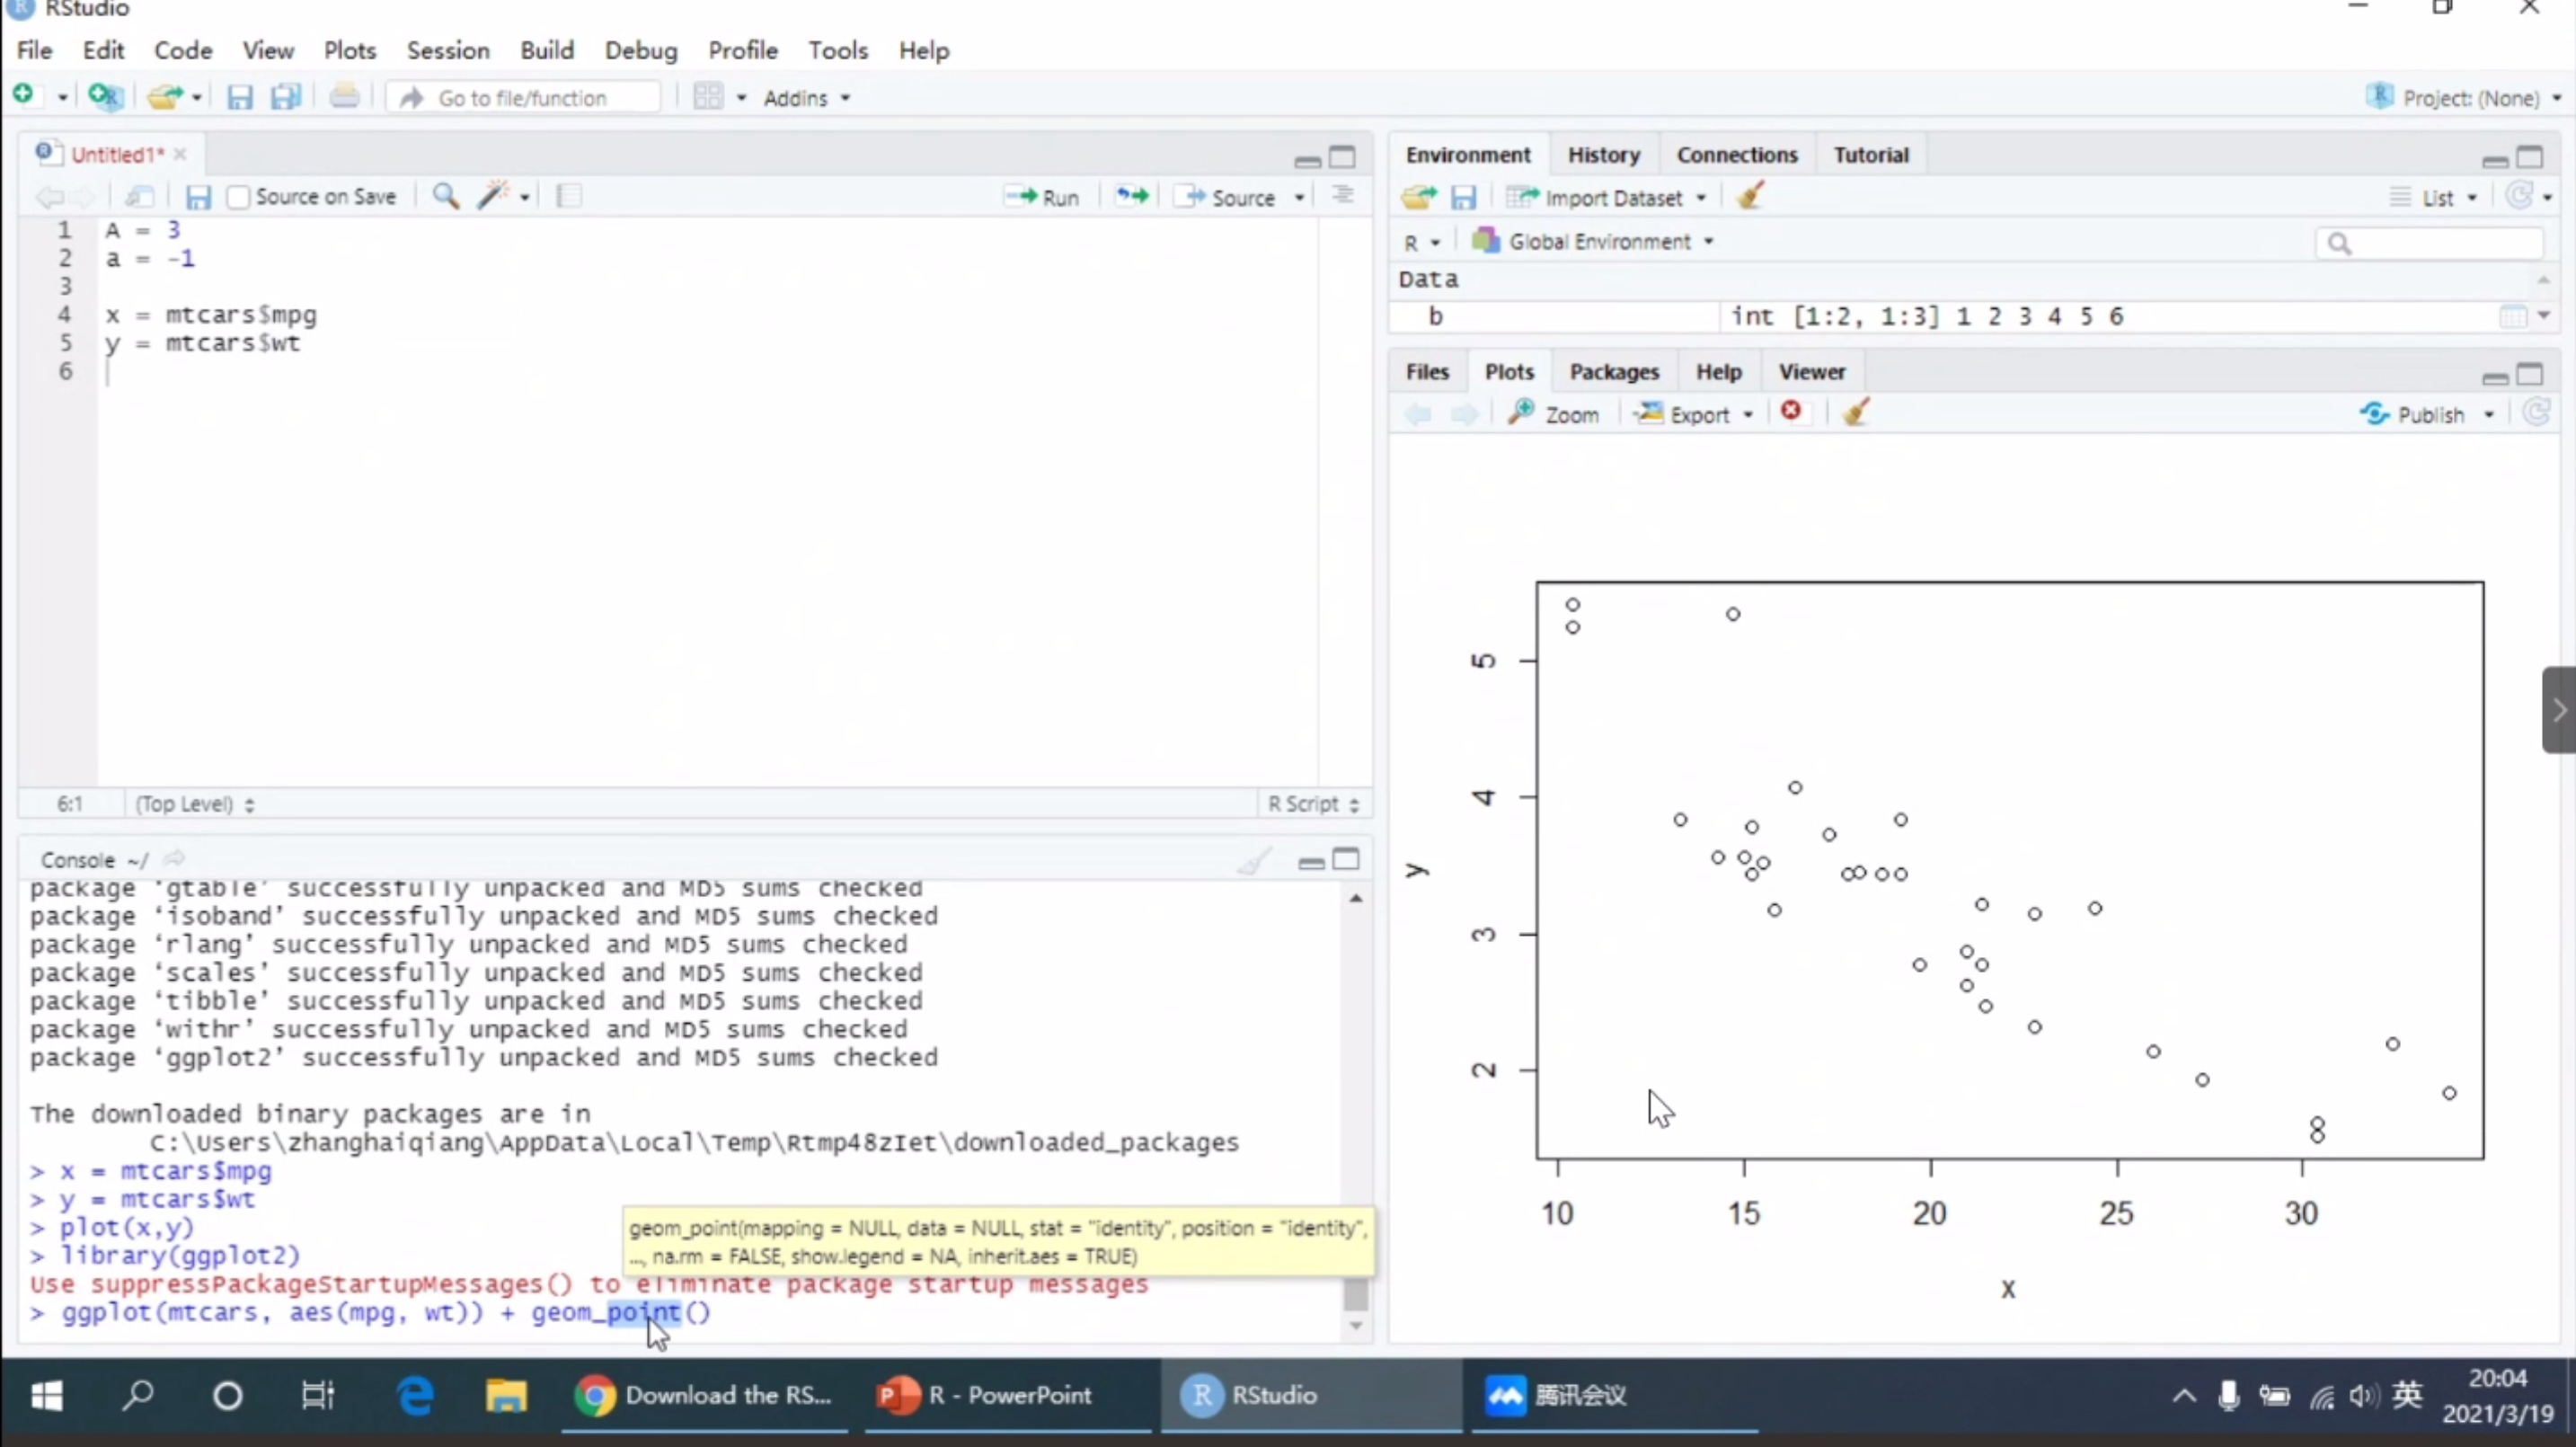 RStudio
File Edit Code View Plots Session Build Debug Profile Tools Help
Go to file/function Addins Project: (None)
Untitled1*
Source on Save Run Source
1 A = 3
2 a = -1
3
4 x = mtcars$mpg
5 y = mtcars$wt
6
6:1 (Top Level) R Script
Console ~/
package ‘gtable’ successfully unpacked and MD5 sums checked
package ‘isoband’ successfully unpacked and MD5 sums checked
package ‘rlang’ successfully unpacked and MD5 sums checked
package ‘scales’ successfully unpacked and MD5 sums checked
package ‘tibble’ successfully unpacked and MD5 sums checked
package ‘withr’ successfully unpacked and MD5 sums checked
package ‘ggplot2’ successfully unpacked and MD5 sums checked
The downloaded binary packages are in
C:\Users\zhanghaiqiang\AppData\Local\Temp\Rtmp48zIet\downloaded_packages
> x = mtcars$mpg
> y = mtcars$wt
> plot(x,y)
> library(ggplot2)
geom_point(mapping = NULL, data = NULL, stat = "identity", position = "identity",
..., na.rm = FALSE, show.legend = NA, inherit.aes = TRUE)
Use suppressPackageStartupMessages() to eliminate package startup messages
> ggplot(mtcars, aes(mpg, wt)) + geom_point()
Environment History Connections Tutorial
Import Dataset List
R Global Environment
Data
b int [1:2, 1:3] 1 2 3 4 5 6
Files Plots Packages Help Viewer
Zoom Export Publish
5
4
y
3
2
10 15 20 25 30
x
Download the RS... R - PowerPoint RStudio 腾讯会议 英
20:04
2021/3/19